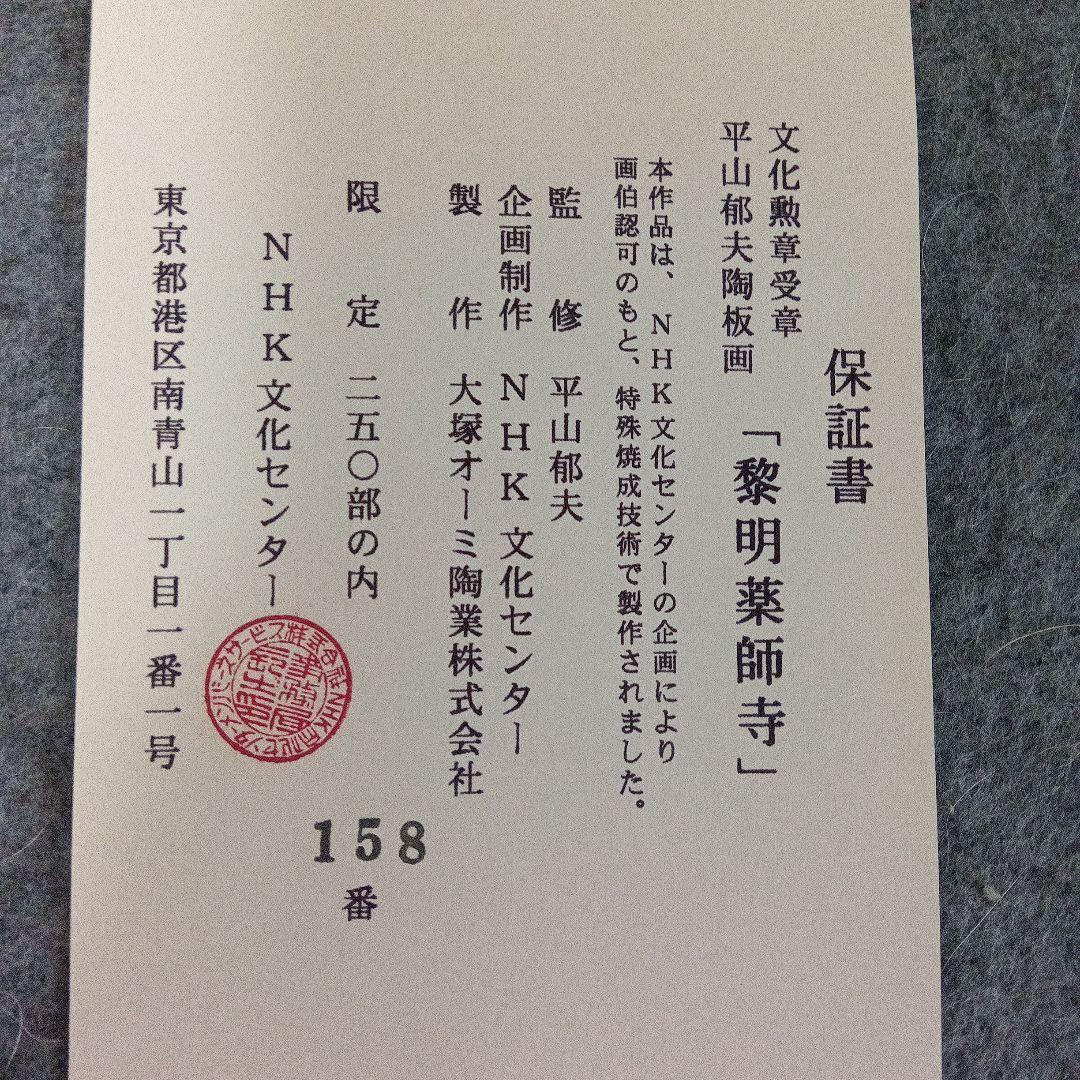 保証書
文化勲章受章
平山郁夫陶板画 「黎明薬師寺」
本作品は、NHK文化センターの企画により
画伯認可のもと、特殊焼成技術で製作されました。
監修 平山郁夫
企画制作 NHK文化センター
製作 大塚オーミ陶業株式会社
限定 二五〇部の内 158番
NHK文化センター
東京都港区南青山一丁目一番一号